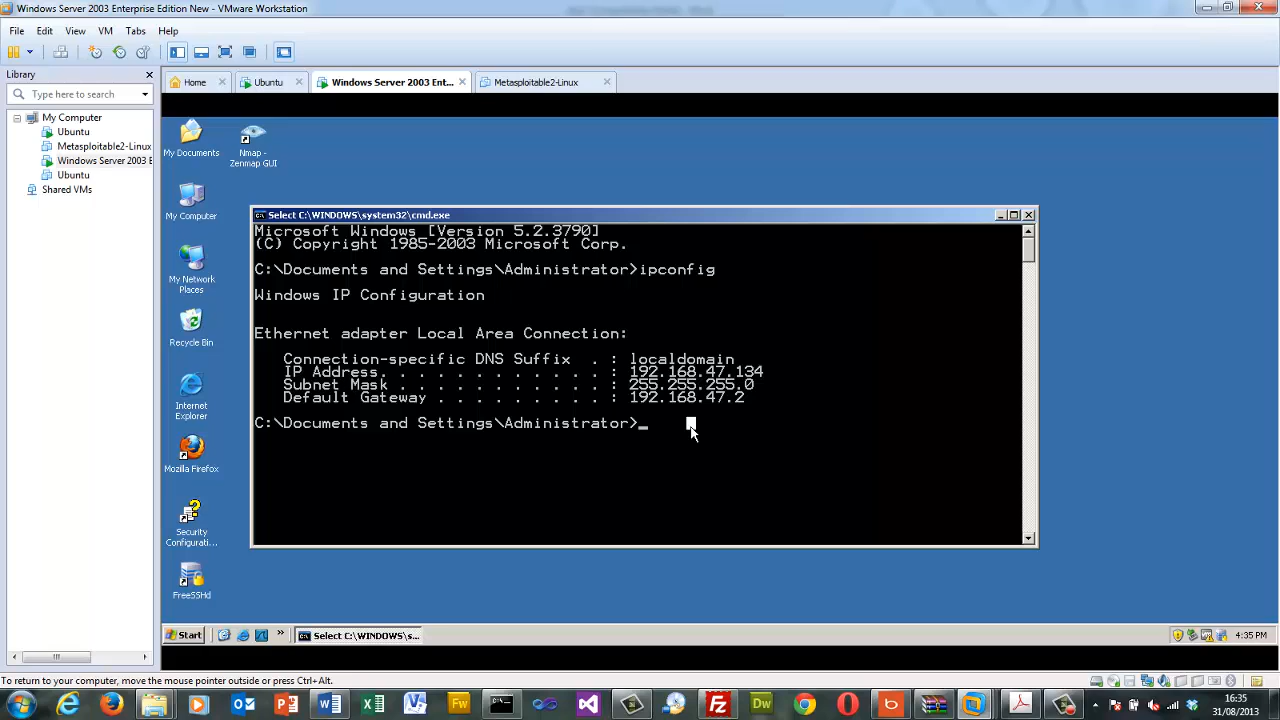 Windows Server 2003 Enterprise Edition New - VMware Workstation
File Edit View VM Tabs Help
Library
Type here to search
My Computer
Ubuntu
Metasploitable2-Linux
Windows Server 2003 E
Ubuntu
Shared VMs
Home Ubuntu Windows Server 2003 Ent... Metasploitable2-Linux
My Documents
Nmap -
Zenmap GUI
My Computer
My Network
Places
Recycle Bin
Internet
Explorer
Mozilla Firefox
Security
Configurati...
FreeSSHd
Select C:\WINDOWS\system32\cmd.exe
Microsoft Windows [Version 5.2.3790]
(C) Copyright 1985-2003 Microsoft Corp.
C:\Documents and Settings\Administrator>ipconfig
Windows IP Configuration
Ethernet adapter Local Area Connection:
Connection-specific DNS Suffix . : localdomain
IP Address. . . . . . . . . . . . : 192.168.47.134
Subnet Mask . . . . . . . . . . . : 255.255.255.0
Default Gateway . . . . . . . . . : 192.168.47.2
C:\Documents and Settings\Administrator>_
Start
»
Select C:\WINDOWS\s...
4:35 PM
To return to your computer, move the mouse pointer outside or press Ctrl+Alt.
16:35
31/08/2013